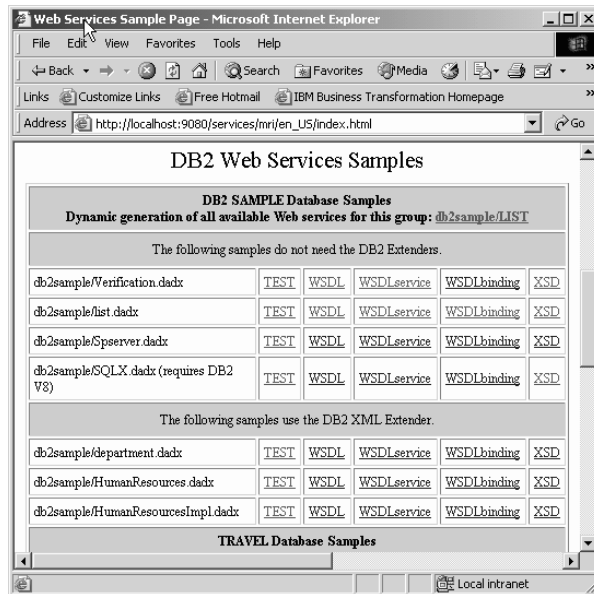 Web Services Sample Page - Microsoft Internet Explorer
File Edit View Favorites Tools Help
Back Search Favorites Media »
Links Customize Links Free Hotmail IBM Business Transformation Homepage »
Address http://localhost:9080/services/mri/en_US/index.html Go
DB2 Web Services Samples
DB2 SAMPLE Database Samples
Dynamic generation of all available Web services for this group: db2sample/LIST
The following samples do not need the DB2 Extenders.
db2sample/Verification.dadx TEST WSDL WSDLservice WSDLbinding XSD
db2sample/list.dadx TEST WSDL WSDLservice WSDLbinding XSD
db2sample/Spserver.dadx TEST WSDL WSDLservice WSDLbinding XSD
db2sample/SQLX.dadx (requires DB2
V8) TEST WSDL WSDLservice WSDLbinding XSD
The following samples use the DB2 XML Extender.
db2sample/department.dadx TEST WSDL WSDLservice WSDLbinding XSD
db2sample/HumanResources.dadx TEST WSDL WSDLservice WSDLbinding XSD
db2sample/HumanResourcesImpl.dadx TEST WSDL WSDLservice WSDLbinding XSD
TRAVEL Database Samples
Local intranet